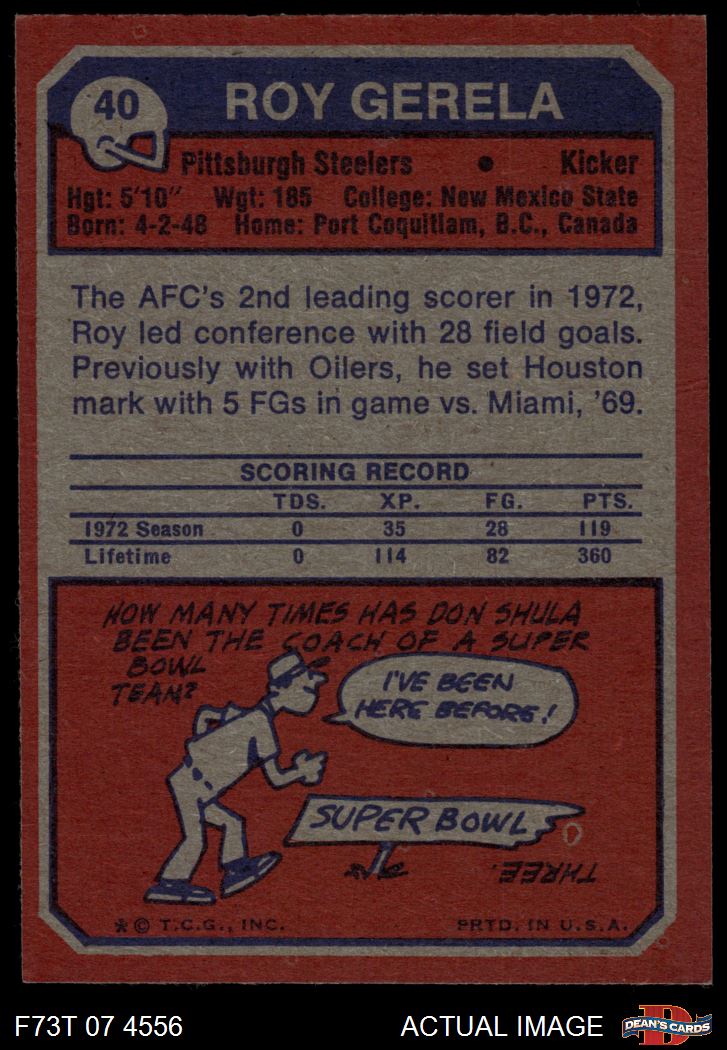 40
ROY GERELA
Pittsburgh Steelers • Kicker
Hgt: 5'10" Wgt: 185 College: New Mexico State
Born: 4-2-48 Home: Port Coquitlam, B.C., Canada
The AFC's 2nd leading scorer in 1972,
Roy led conference with 28 field goals.
Previously with Oilers, he set Houston
mark with 5 FGs in game vs. Miami, '69.
SCORING RECORD
TDS. XP. FG. PTS.
1972 Season 0 35 28 119
Lifetime 0 114 82 360
HOW MANY TIMES HAS DON SHULA
BEEN THE COACH OF A SUPER
BOWL
TEAM?
I'VE BEEN
HERE BEFORE!
SUPER BOWL
THREE.
* © T.C.G., INC. PRTD. IN U.S.A.
F73T 07 4556 ACTUAL IMAGE
D
DEAN'S CARDS